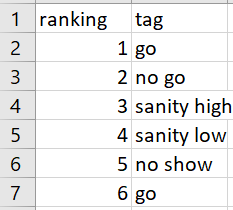 1 ranking tag
2 1 go
3 2 no go
4 3 sanity high
5 4 sanity low
6 5 no show
7 6 go